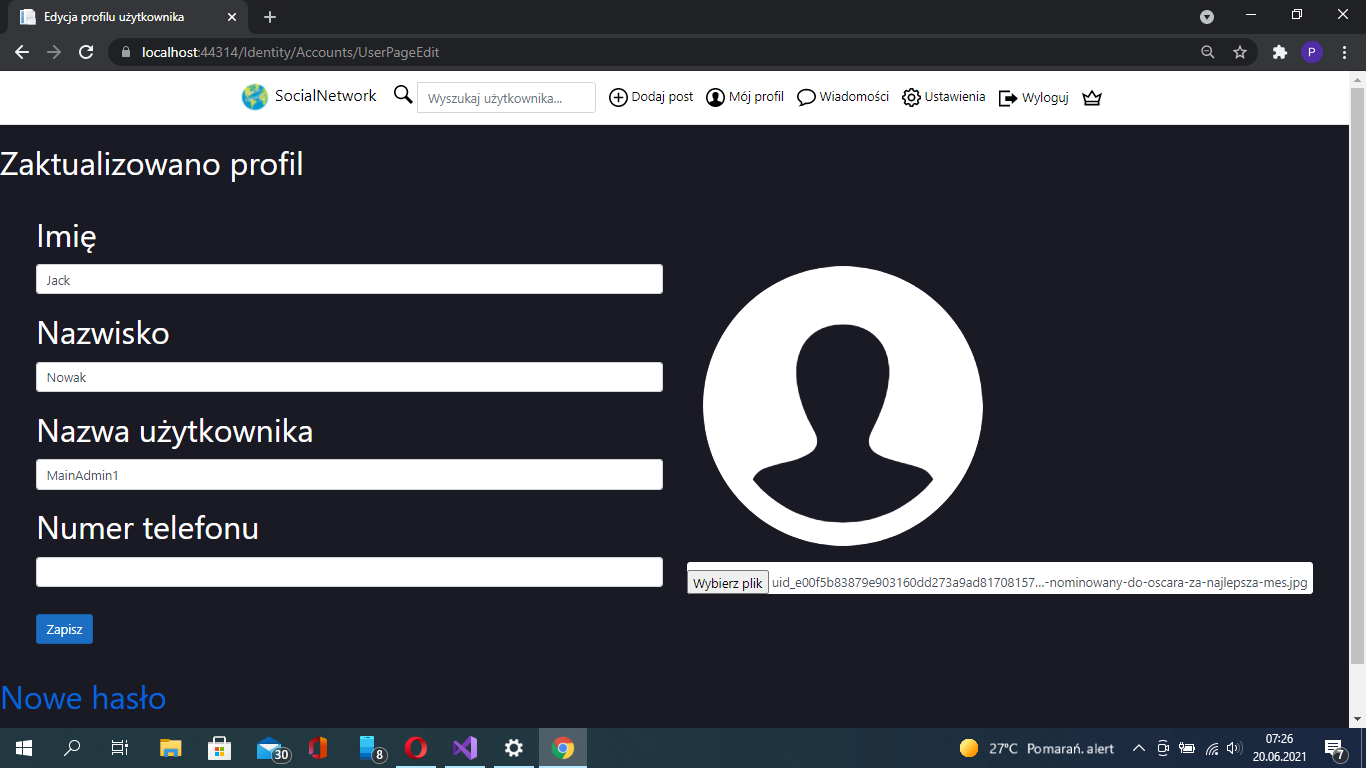 Edycja profilu użytkownika
localhost:44314/Identity/Accounts/UserPageEdit
P
SocialNetwork
Wyszukaj użytkownika...
Dodaj post
Mój profil
Wiadomości
Ustawienia
Wyloguj
Zaktualizowano profil
Imię
Jack
Nazwisko
Nowak
Nazwa użytkownika
MainAdmin1
Numer telefonu
Wybierz plik uid_e00f5b83879e903160dd273a9ad81708157...-nominowany-do-oscara-za-najlepsza-mes.jpg
Zapisz
Nowe hasło
30
8
27°C Pomarań. alert
07:26
20.06.2021
7